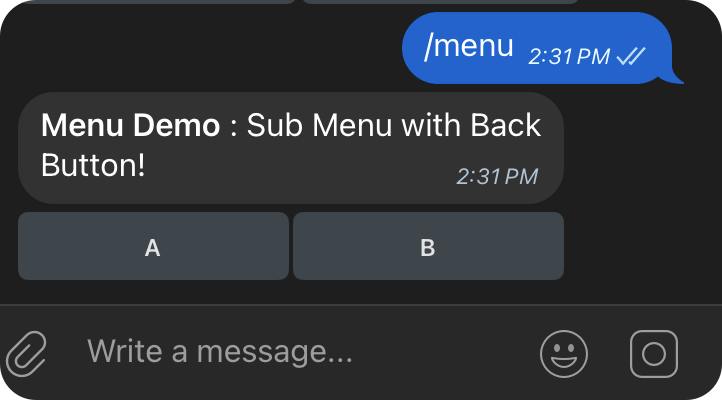 /menu 2:31 PM
Menu Demo : Sub Menu with Back
Button!
2:31 PM
A B
Write a message...